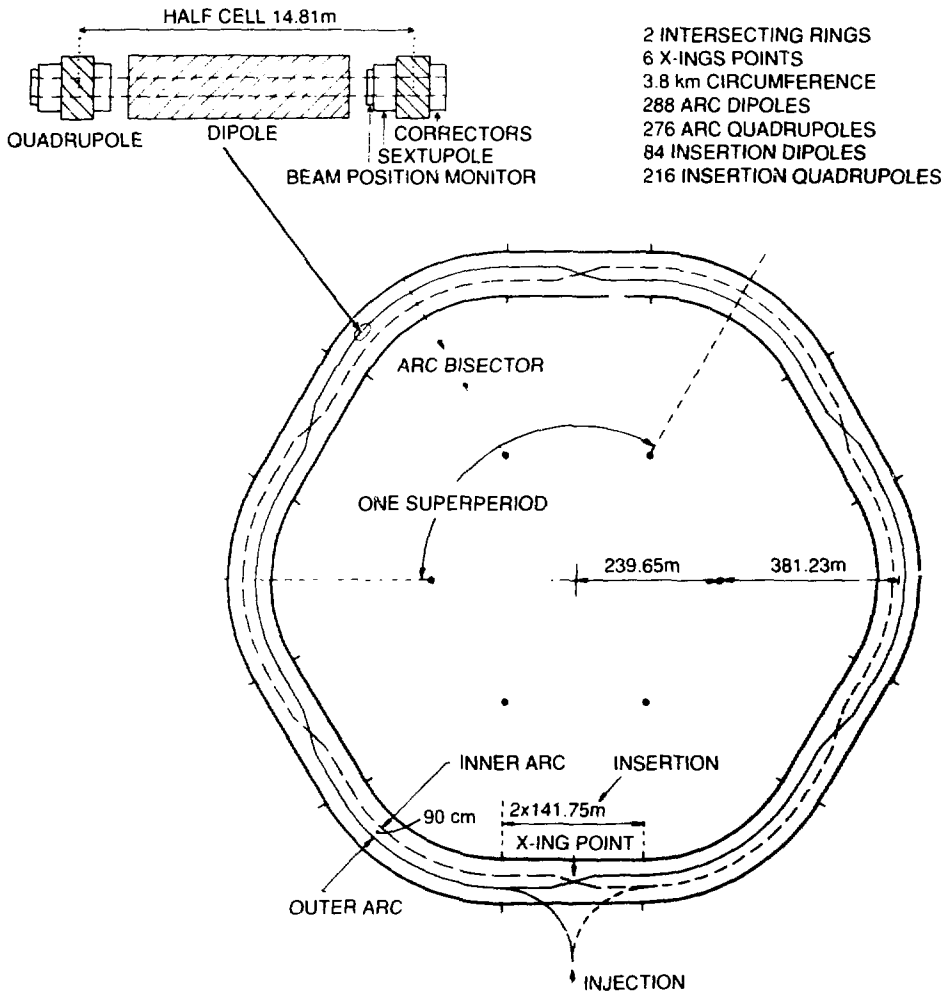 HALF CELL 14.81m
QUADRUPOLE
DIPOLE
CORRECTORS
SEXTUPOLE
BEAM POSITION MONITOR
2 INTERSECTING RINGS
6 X-INGS POINTS
3.8 km CIRCUMFERENCE
288 ARC DIPOLES
276 ARC QUADRUPOLES
84 INSERTION DIPOLES
216 INSERTION QUADRUPOLES
ARC BISECTOR
ONE SUPERPERIOD
239.65m
381.23m
INNER ARC
INSERTION
90 cm
2x141.75m
X-ING POINT
OUTER ARC
INJECTION